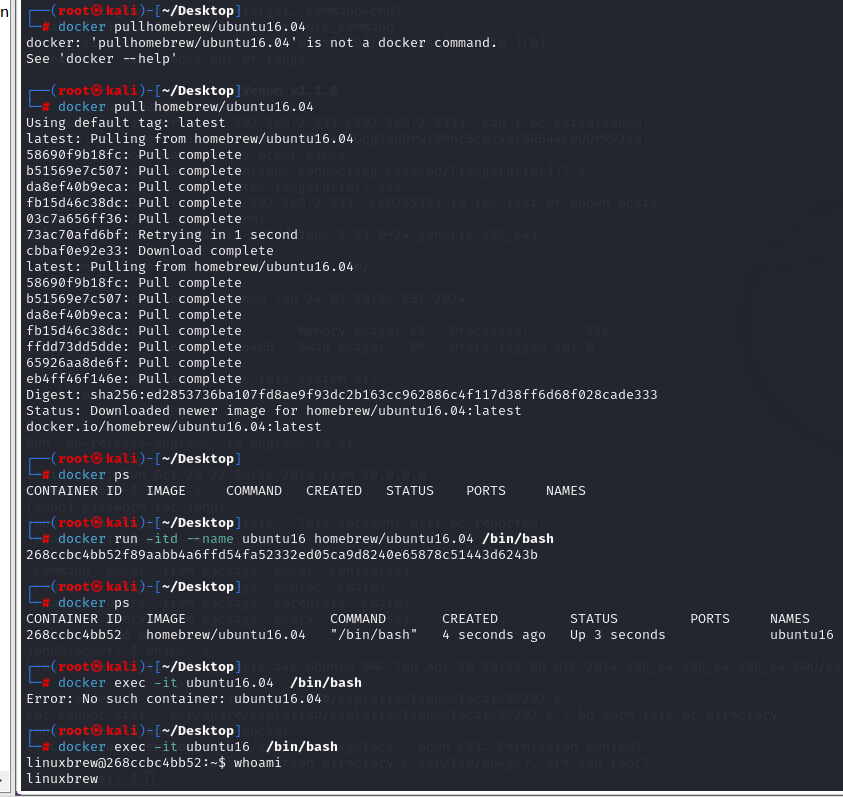 ┌──(root㉿kali)-[~/Desktop]
└─# docker pullhomebrew/ubuntu16.04
docker: 'pullhomebrew/ubuntu16.04' is not a docker command.
See 'docker --help'
┌──(root㉿kali)-[~/Desktop]
└─# docker pull homebrew/ubuntu16.04
Using default tag: latest
latest: Pulling from homebrew/ubuntu16.04
58690f9b18fc: Pull complete
b51569e7c507: Pull complete
da8ef40b9eca: Pull complete
fb15d46c38dc: Pull complete
03c7a656ff36: Pull complete
73ac70afd6bf: Retrying in 1 second
cbbaf0e92e33: Download complete
latest: Pulling from homebrew/ubuntu16.04
58690f9b18fc: Pull complete
b51569e7c507: Pull complete
da8ef40b9eca: Pull complete
fb15d46c38dc: Pull complete
ffdd73dd5dde: Pull complete
65926aa8de6f: Pull complete
eb4ff46f146e: Pull complete
Digest: sha256:ed2853736ba107fd8ae9f93dc2b163cc962886c4f117d38ff6d68f028cade333
Status: Downloaded newer image for homebrew/ubuntu16.04:latest
docker.io/homebrew/ubuntu16.04:latest
┌──(root㉿kali)-[~/Desktop]
└─# docker ps
CONTAINER ID   IMAGE     COMMAND   CREATED   STATUS    PORTS     NAMES
┌──(root㉿kali)-[~/Desktop]
└─# docker run -itd --name ubuntu16 homebrew/ubuntu16.04 /bin/bash
268ccbc4bb52f89aabb4a6ffd54fa52332ed05ca9d8240e65878c51443d6243b
┌──(root㉿kali)-[~/Desktop]
└─# docker ps
CONTAINER ID   IMAGE                  COMMAND       CREATED         STATUS         PORTS     NAMES
268ccbc4bb52   homebrew/ubuntu16.04   "/bin/bash"   4 seconds ago   Up 3 seconds             ubuntu16
┌──(root㉿kali)-[~/Desktop]
└─# docker exec -it ubuntu16.04  /bin/bash
Error: No such container: ubuntu16.04
┌──(root㉿kali)-[~/Desktop]
└─# docker exec -it ubuntu16  /bin/bash
linuxbrew@268ccbc4bb52:~$ whoami
linuxbrew